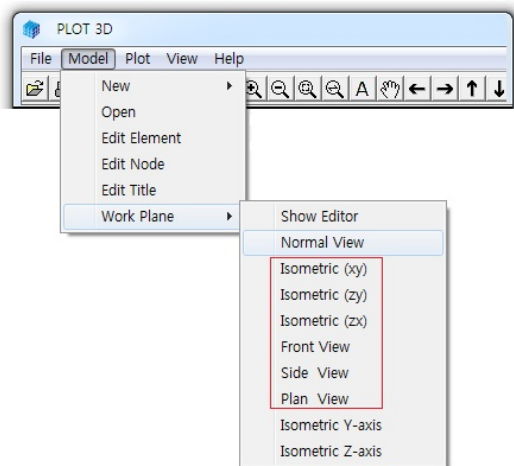 PLOT 3D
File Model Plot View Help
A
New
Open
Edit Element
Edit Node
Edit Title
Work Plane
Show Editor
Normal View
Isometric (xy)
Isometric (zy)
Isometric (zx)
Front View
Side View
Plan View
Isometric Y-axis
Isometric Z-axis